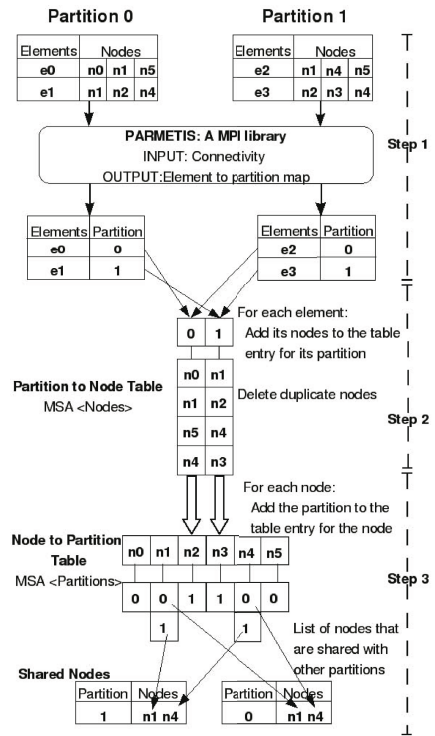 Partition 0 Partition 1
Elements Nodes Elements Nodes
e0 n0 n1 n5 e2 n1 n4 n5
e1 n1 n2 n4 e3 n2 n3 n4
PARMETIS: A MPI library
INPUT: Connectivity
OUTPUT:Element to partition map
Step 1
Elements Partition Elements Partition
e0 0 e2 0
e1 1 e3 1
For each element:
Add its nodes to the table
entry for its partition
0 1
n0 n1
n1 n2
n5 n4
n4 n3
Delete duplicate nodes
Partition to Node Table
MSA <Nodes>
Step 2
For each node:
Add the partition to the
table entry for the node
Node to Partition
Table
MSA <Partitions>
n0 n1 n2 n3 n4 n5
0 0 1 1 0 0
1 1
Step 3
List of nodes that
are shared with
other partitions
Shared Nodes
Partition Nodes Partition Nodes
1 n1 n4 0 n1 n4